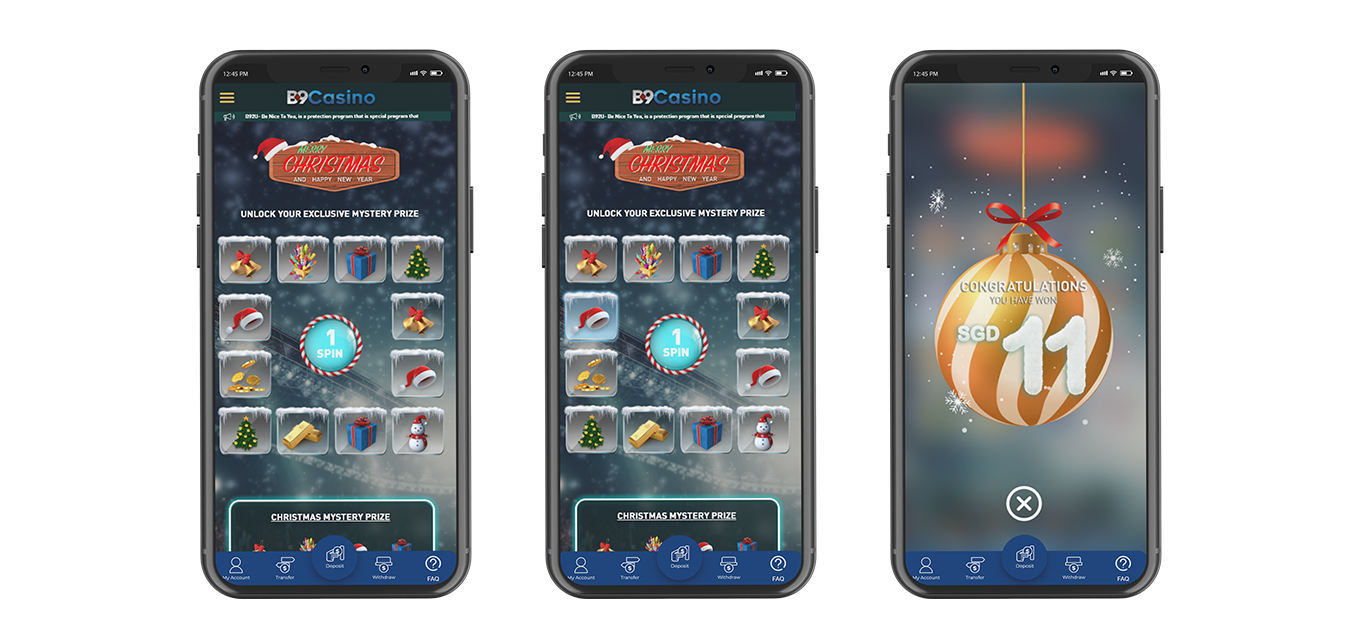 12:45 PM
B9Casino
B92U- Be Nice To You, is a protection program that is special program that
MERRY
CHRISTMAS
AND HAPPY NEW YEAR
UNLOCK YOUR EXCLUSIVE MYSTERY PRIZE
1
SPIN
CHRISTMAS MYSTERY PRIZE
My Account
Transfer
Deposit
Withdraw
FAQ
12:45 PM
B9Casino
B92U- Be Nice To You, is a protection program that is special program that
MERRY
CHRISTMAS
AND HAPPY NEW YEAR
UNLOCK YOUR EXCLUSIVE MYSTERY PRIZE
1
SPIN
CHRISTMAS MYSTERY PRIZE
My Account
Transfer
Deposit
Withdraw
FAQ
12:45 PM
CONGRATULATIONS
YOU HAVE WON
SGD 11
My Account
Transfer
Deposit
Withdraw
FAQ